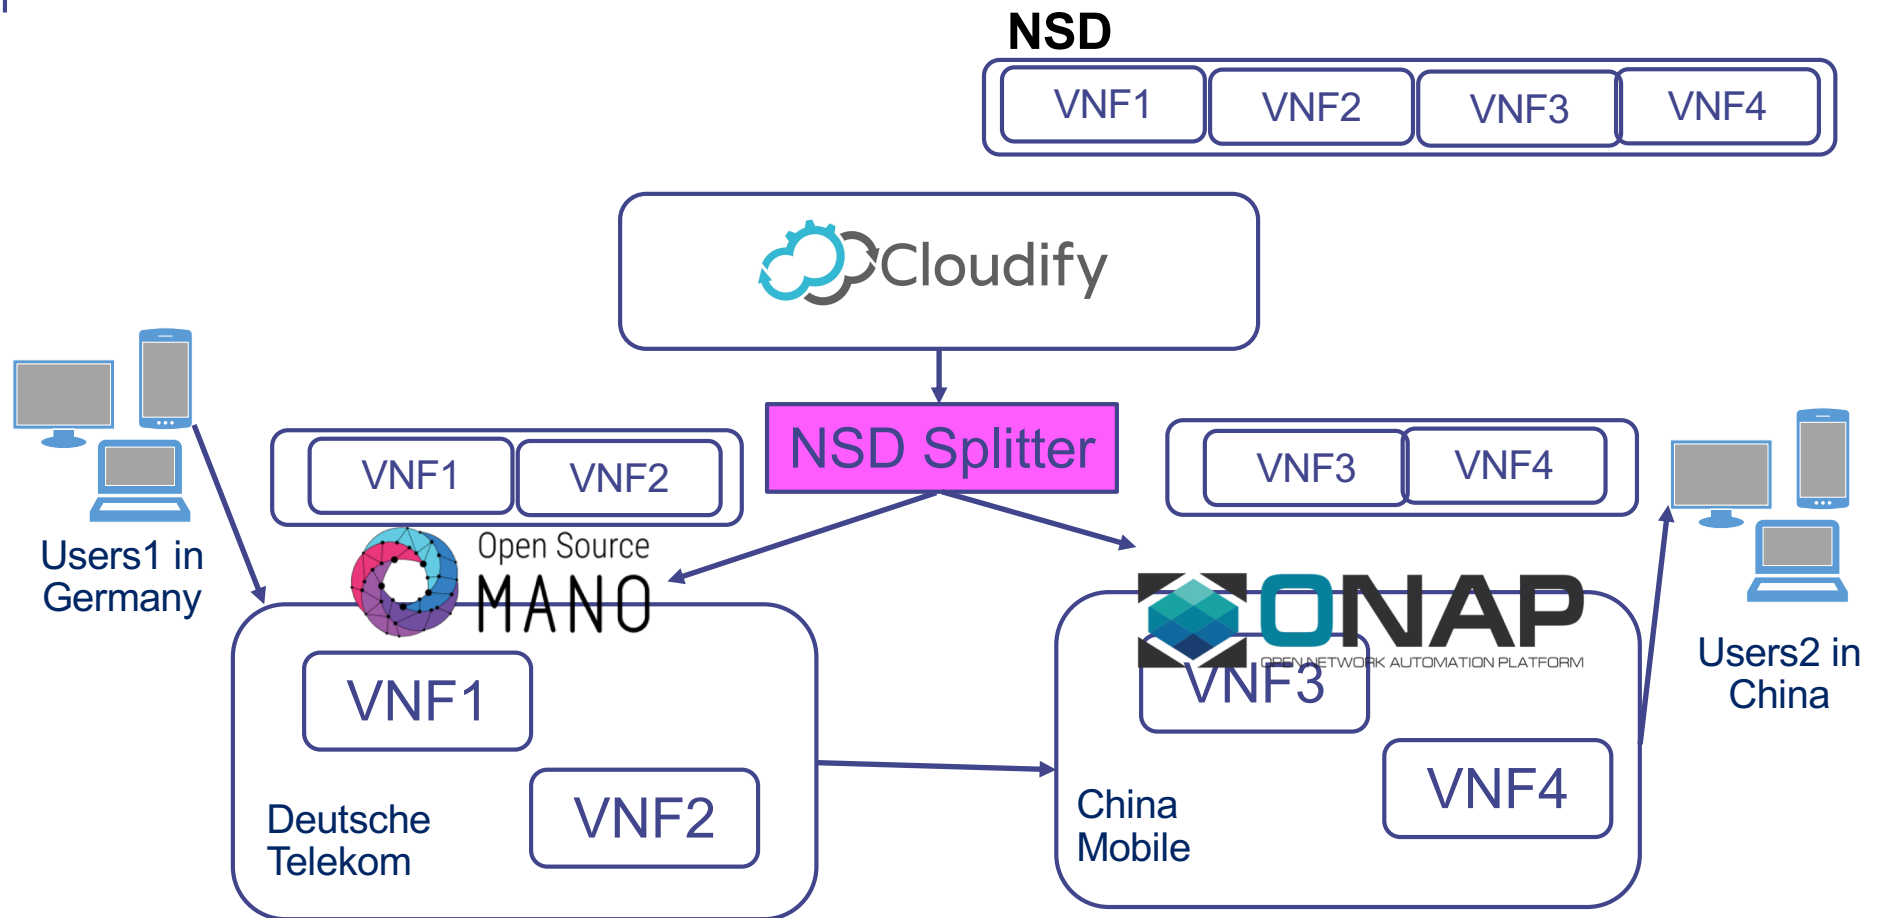 NSD
VNF1
VNF2
VNF3
VNF4
Cloudify
NSD Splitter
VNF1
VNF2
VNF3
VNF4
Users1 in
Germany
Open Source
MANO
ONAP
OPEN NETWORK AUTOMATION PLATFORM
Users2 in
China
VNF1
VNF2
Deutsche
Telekom
VNF3
VNF4
China
Mobile